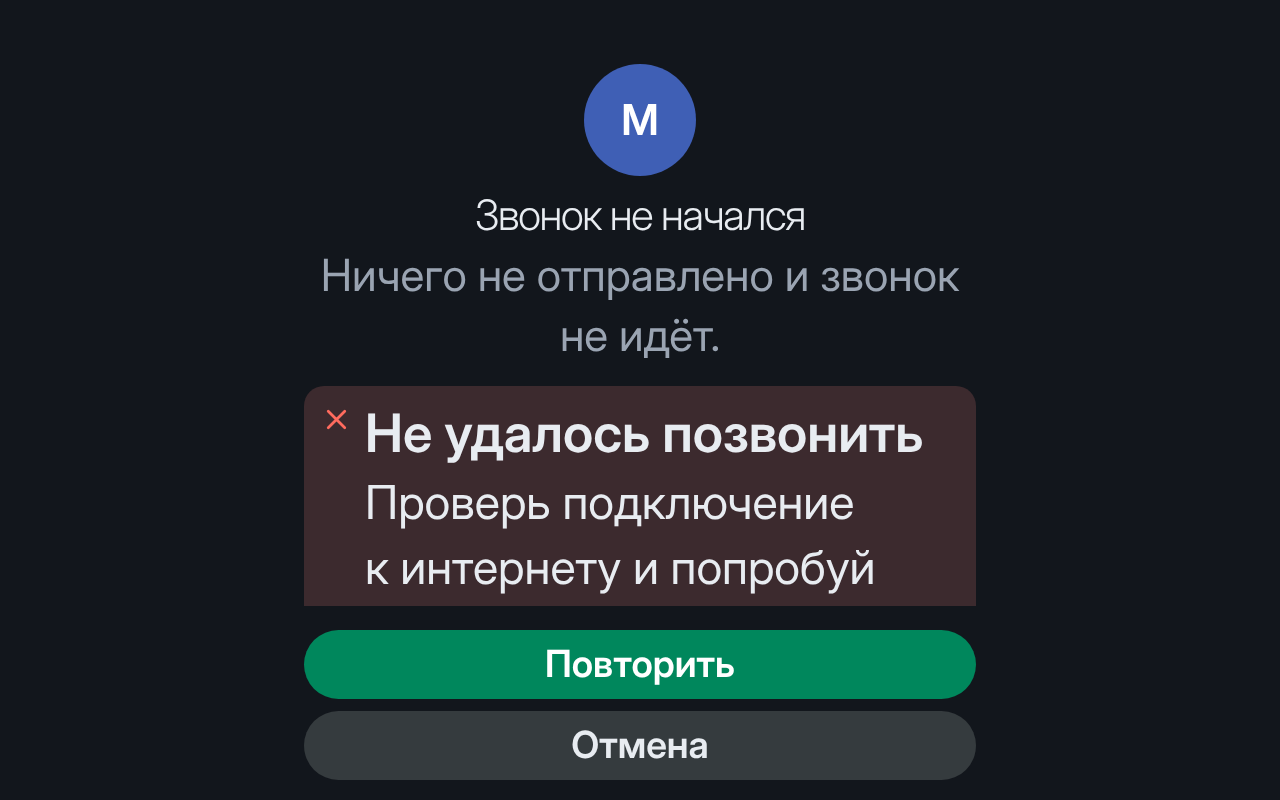 М
Звонок не начался
Ничего не отправлено и звонок
не идёт.
Не удалось позвонить
Проверь подключение
к интернету и попробуй
Повторить
Отмена